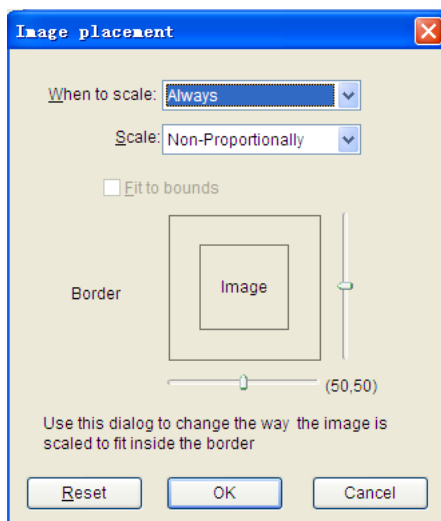 Image placement
When to scale: Always
Scale: Non-Proportionally
Fit to bounds
Image
Border
(50,50)
Use this dialog to change the way the image is
scaled to fit inside the border
Reset OK Cancel